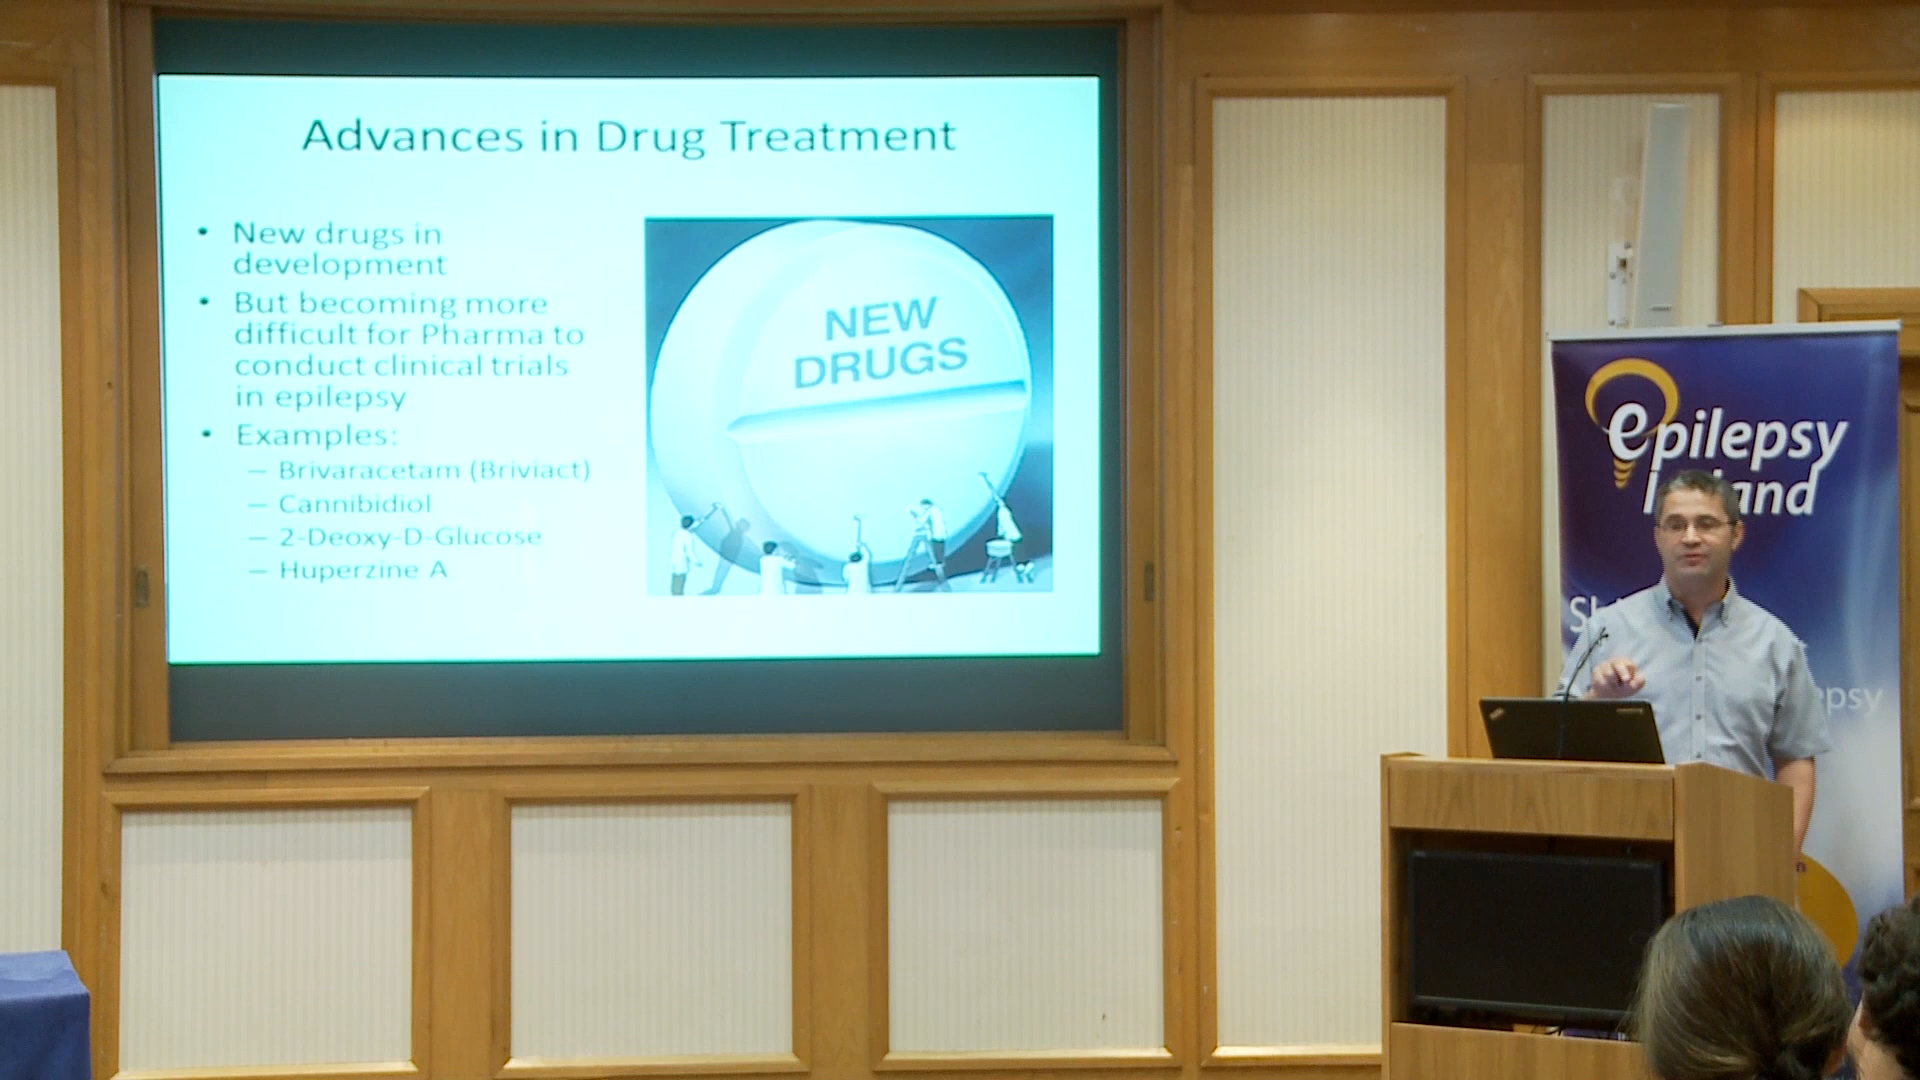 Advances in Drug Treatment
• New drugs in
development
• But becoming more
difficult for Pharma to
conduct clinical trials
in epilepsy
• Examples:
– Brivaracetam (Briviact)
– Cannibidiol
– 2-Deoxy-D-Glucose
– Huperzine A
NEW
DRUGS
epilepsy